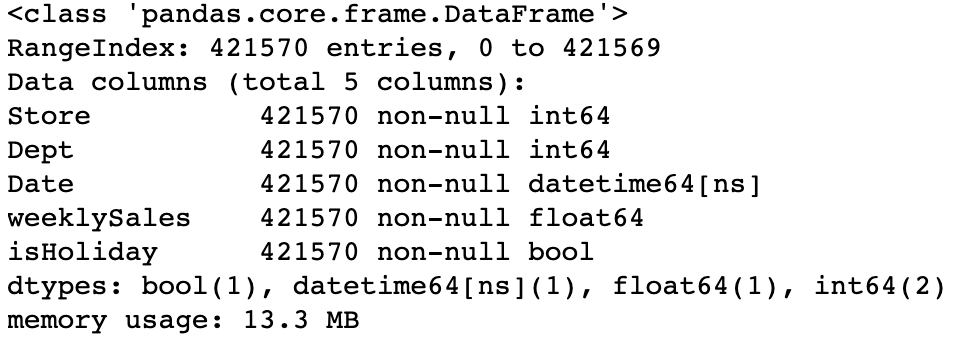 <class 'pandas.core.frame.DataFrame'>
RangeIndex: 421570 entries, 0 to 421569
Data columns (total 5 columns):
Store          421570 non-null int64
Dept           421570 non-null int64
Date           421570 non-null datetime64[ns]
weeklySales    421570 non-null float64
isHoliday      421570 non-null bool
dtypes: bool(1), datetime64[ns](1), float64(1), int64(2)
memory usage: 13.3 MB